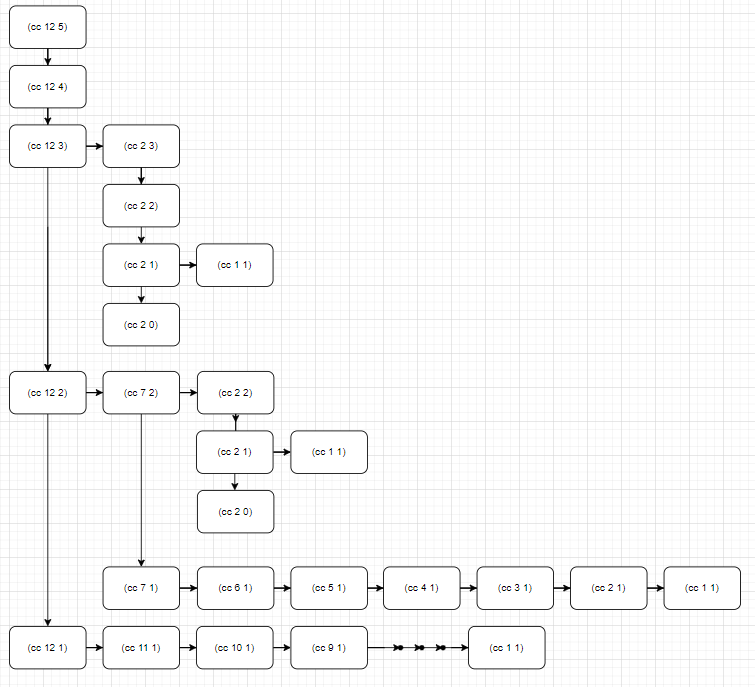 (cc 12 5)
(cc 12 4)
(cc 12 3) (cc 2 3)
(cc 2 2)
(cc 2 1) (cc 1 1)
(cc 2 0)
(cc 12 2) (cc 7 2) (cc 2 2)
(cc 2 1) (cc 1 1)
(cc 2 0)
(cc 7 1) (cc 6 1) (cc 5 1) (cc 4 1) (cc 3 1) (cc 2 1) (cc 1 1)
(cc 12 1) (cc 11 1) (cc 10 1) (cc 9 1) (cc 1 1)